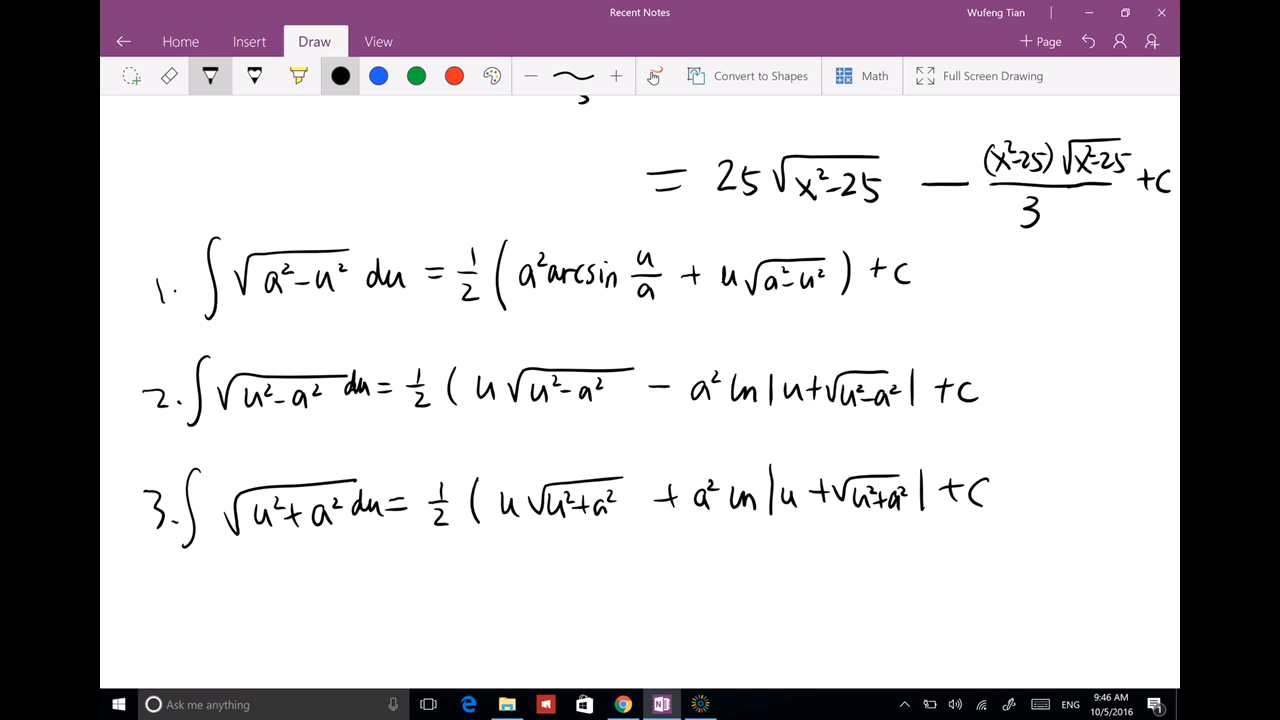 Recent Notes
Wufeng Tian
Home Insert Draw View
+ Page
Convert to Shapes Math Full Screen Drawing
= 25√(x²-25) - (x²-25)√(x²-25)/3 + c
1. ∫ √(a²-u²) du = 1/2 ( a² arcsin u/a + u√(a²-u²) ) + c
2. ∫ √(u²-a²) du = 1/2 ( u√(u²-a²) - a² ln|u+√(u²-a²)| + c
3. ∫ √(u²+a²) du = 1/2 ( u√(u²+a²) + a² ln|u+√(u²+a²)| + c
Ask me anything
ENG
9:46 AM
10/5/2016